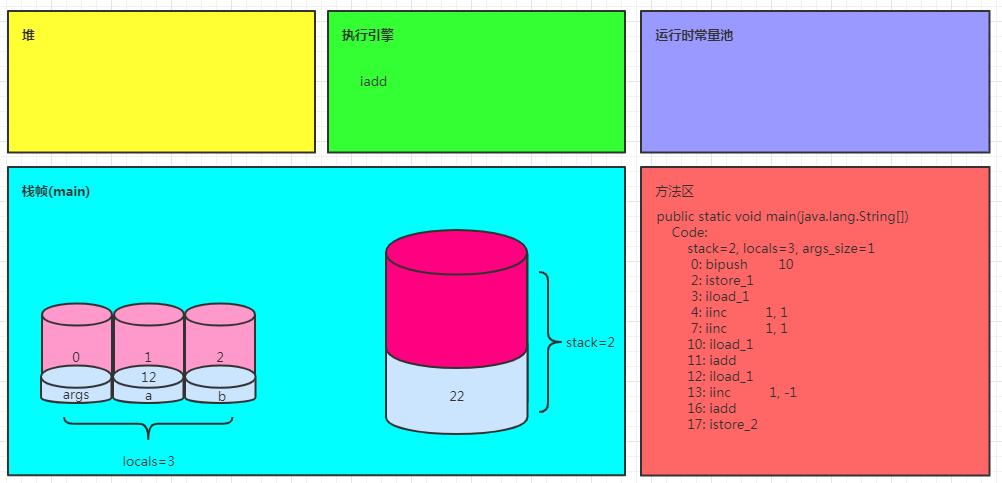 堆
执行引擎
iadd
运行时常量池
栈帧(main)
0
1
2
12
args
a
b
locals=3
22
stack=2
方法区
public static void main(java.lang.String[])
Code:
stack=2, locals=3, args_size=1
0: bipush 10
2: istore_1
3: iload_1
4: iinc 1, 1
7: iinc 1, 1
10: iload_1
11: iadd
12: iload_1
13: iinc 1, -1
16: iadd
17: istore_2